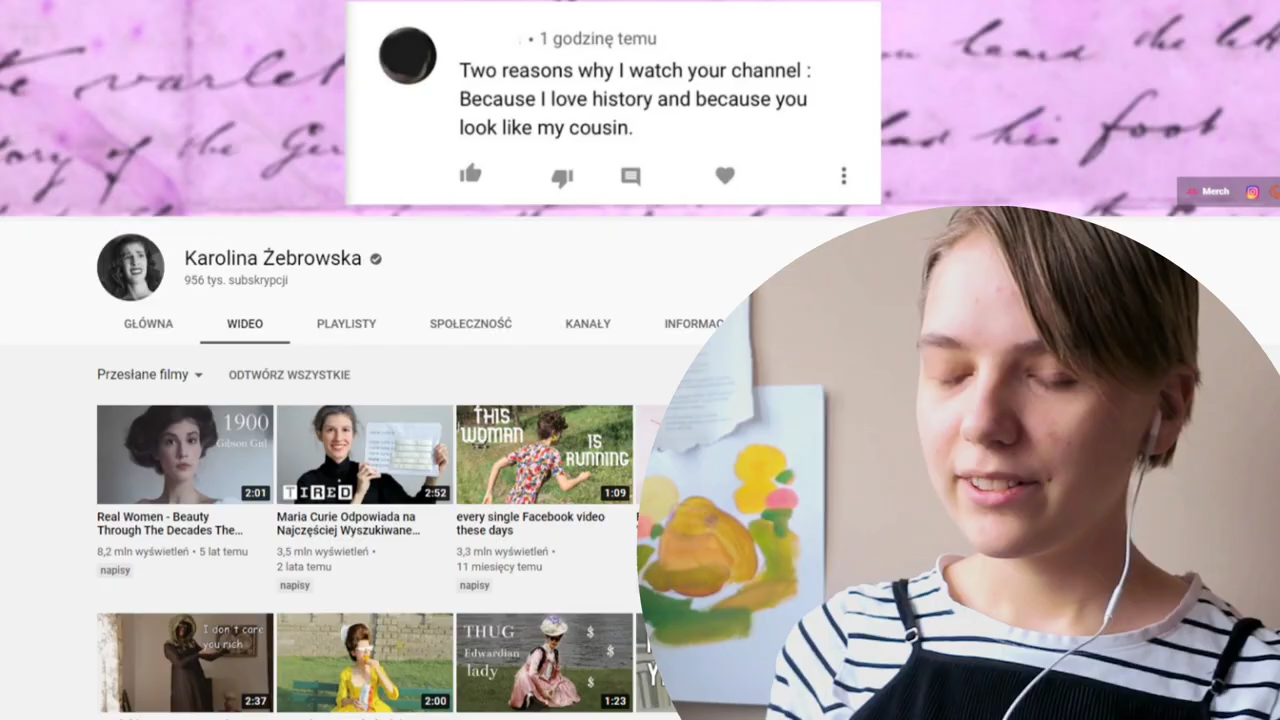 1 godzinę temu
Two reasons why I watch your channel :
Because I love history and because you
look like my cousin.
Merch
Karolina Żebrowska
956 tys. subskrypcji
GŁÓWNA WIDEO PLAYLISTY SPOŁECZNOŚĆ KANAŁY INFORMAC
Przesłane filmy ODTWÓRZ WSZYSTKIE
1900
Gibson Girl
2:01
TIRED
2:52
THIS
WOMAN
IS
RUNNING
1:09
Real Women - Beauty
Through The Decades The...
8,2 mln wyświetleń • 5 lat temu
napisy
Maria Curie Odpowiada na
Najczęściej Wyszukiwane...
3,5 mln wyświetleń •
2 lata temu
napisy
every single Facebook video
these days
3,3 mln wyświetleń •
11 miesięcy temu
napisy
I don't care
you rich
2:37
2:00
THUG
Edwardian
lady
$
$
$
1:23